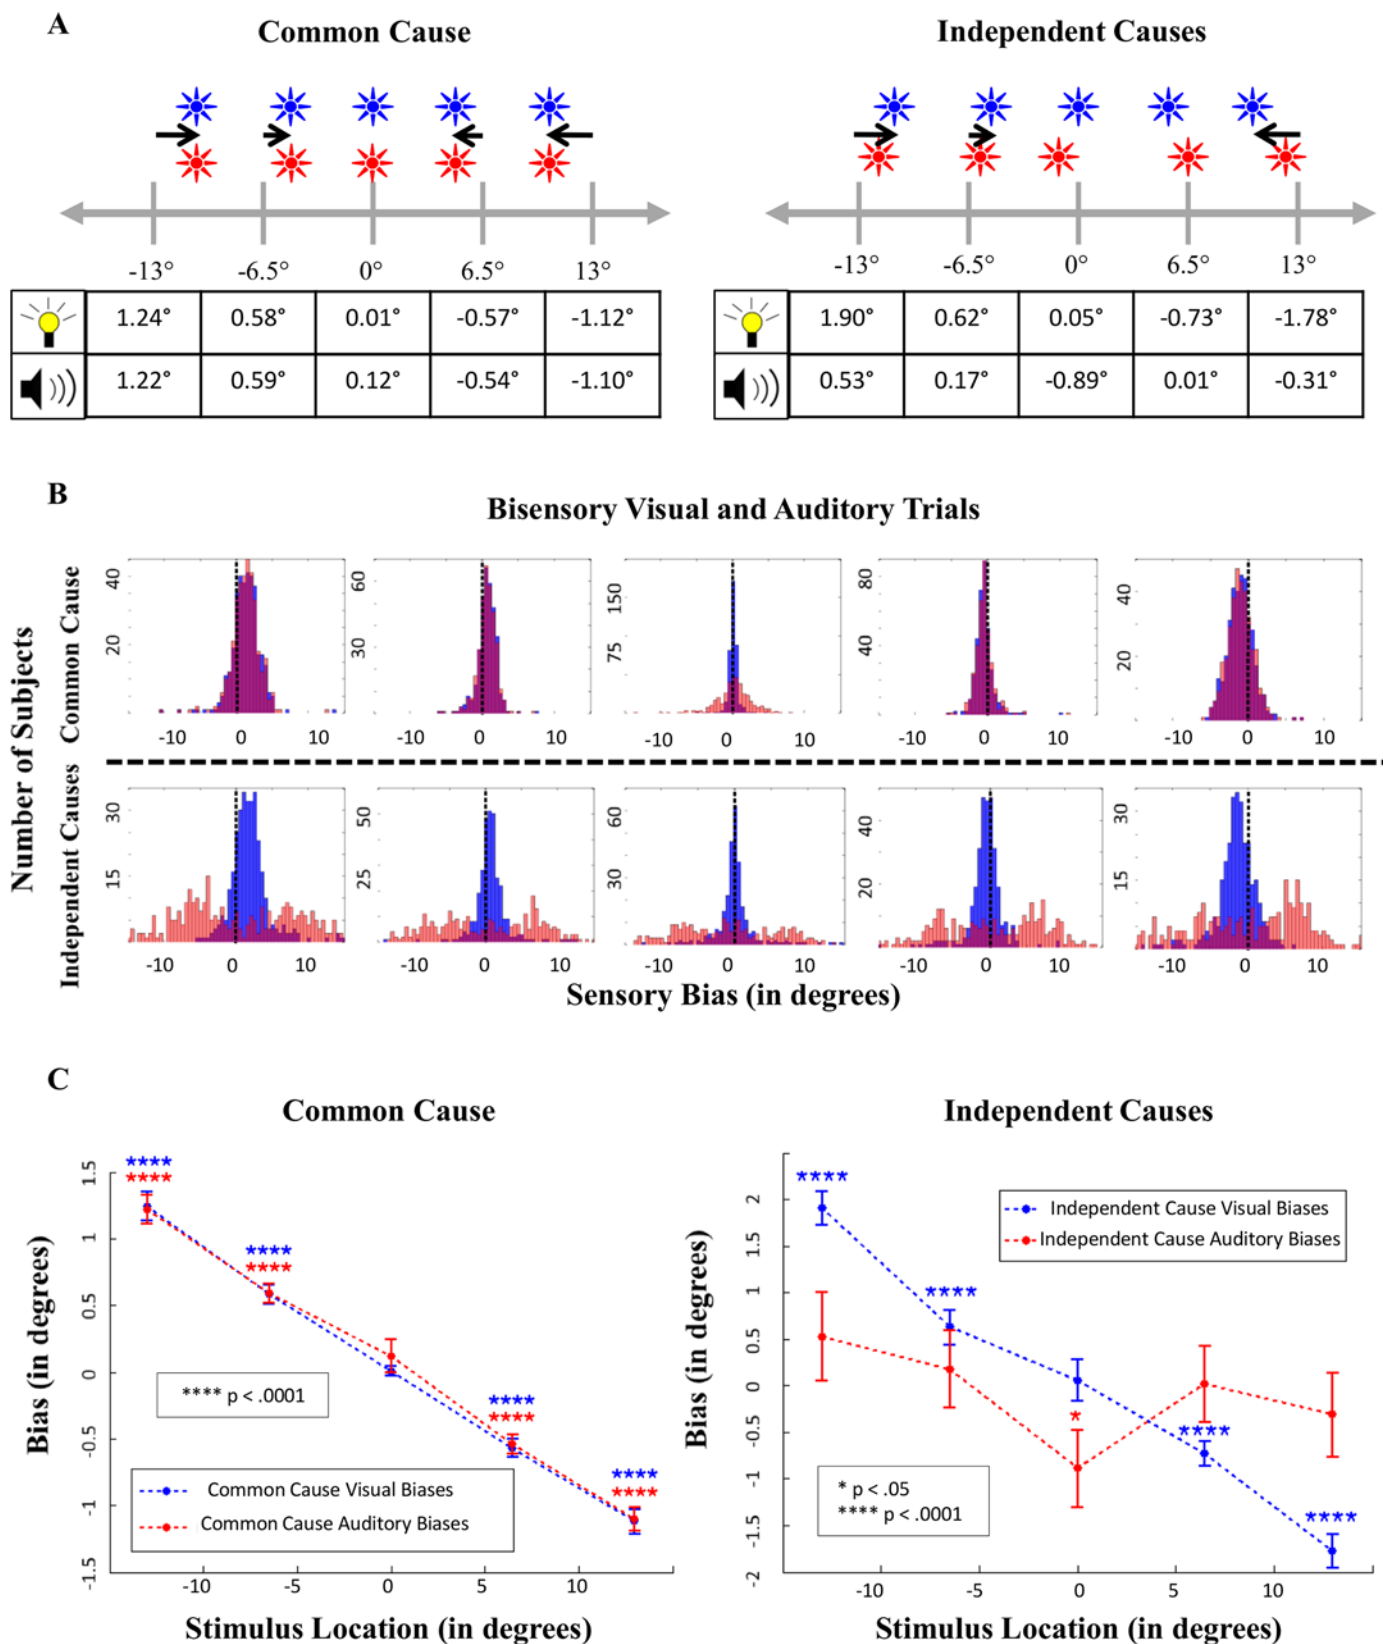 A
Common Cause
Independent Causes
-13° -6.5° 0° 6.5° 13°
-13° -6.5° 0° 6.5° 13°
1.24° 0.58° 0.01° -0.57° -1.12°
1.22° 0.59° 0.12° -0.54° -1.10°
1.90° 0.62° 0.05° -0.73° -1.78°
0.53° 0.17° -0.89° 0.01° -0.31°
B
Bisensory Visual and Auditory Trials
Number of Subjects
Common Cause
40 20
60 30
150 75
80 40
40 20
-10 0 10
-10 0 10
-10 0 10
-10 0 10
-10 0 10
Independent Causes
30 15
50 25
60 30
40 20
30 15
-10 0 10
-10 0 10
-10 0 10
-10 0 10
-10 0 10
Sensory Bias (in degrees)
C
Common Cause
Bias (in degrees)
1.5
1
0.5
0
-0.5
-1
-1.5
****
****
****
****
****
****
****
****
**** p < .0001
Common Cause Visual Biases
Common Cause Auditory Biases
-10 -5 0 5 10
Stimulus Location (in degrees)
Independent Causes
Bias (in degrees)
2
1.5
1
0.5
0
-0.5
-1
-1.5
-2
****
****
*
****
****
Independent Cause Visual Biases
Independent Cause Auditory Biases
* p < .05
**** p < .0001
-10 -5 0 5 10
Stimulus Location (in degrees)